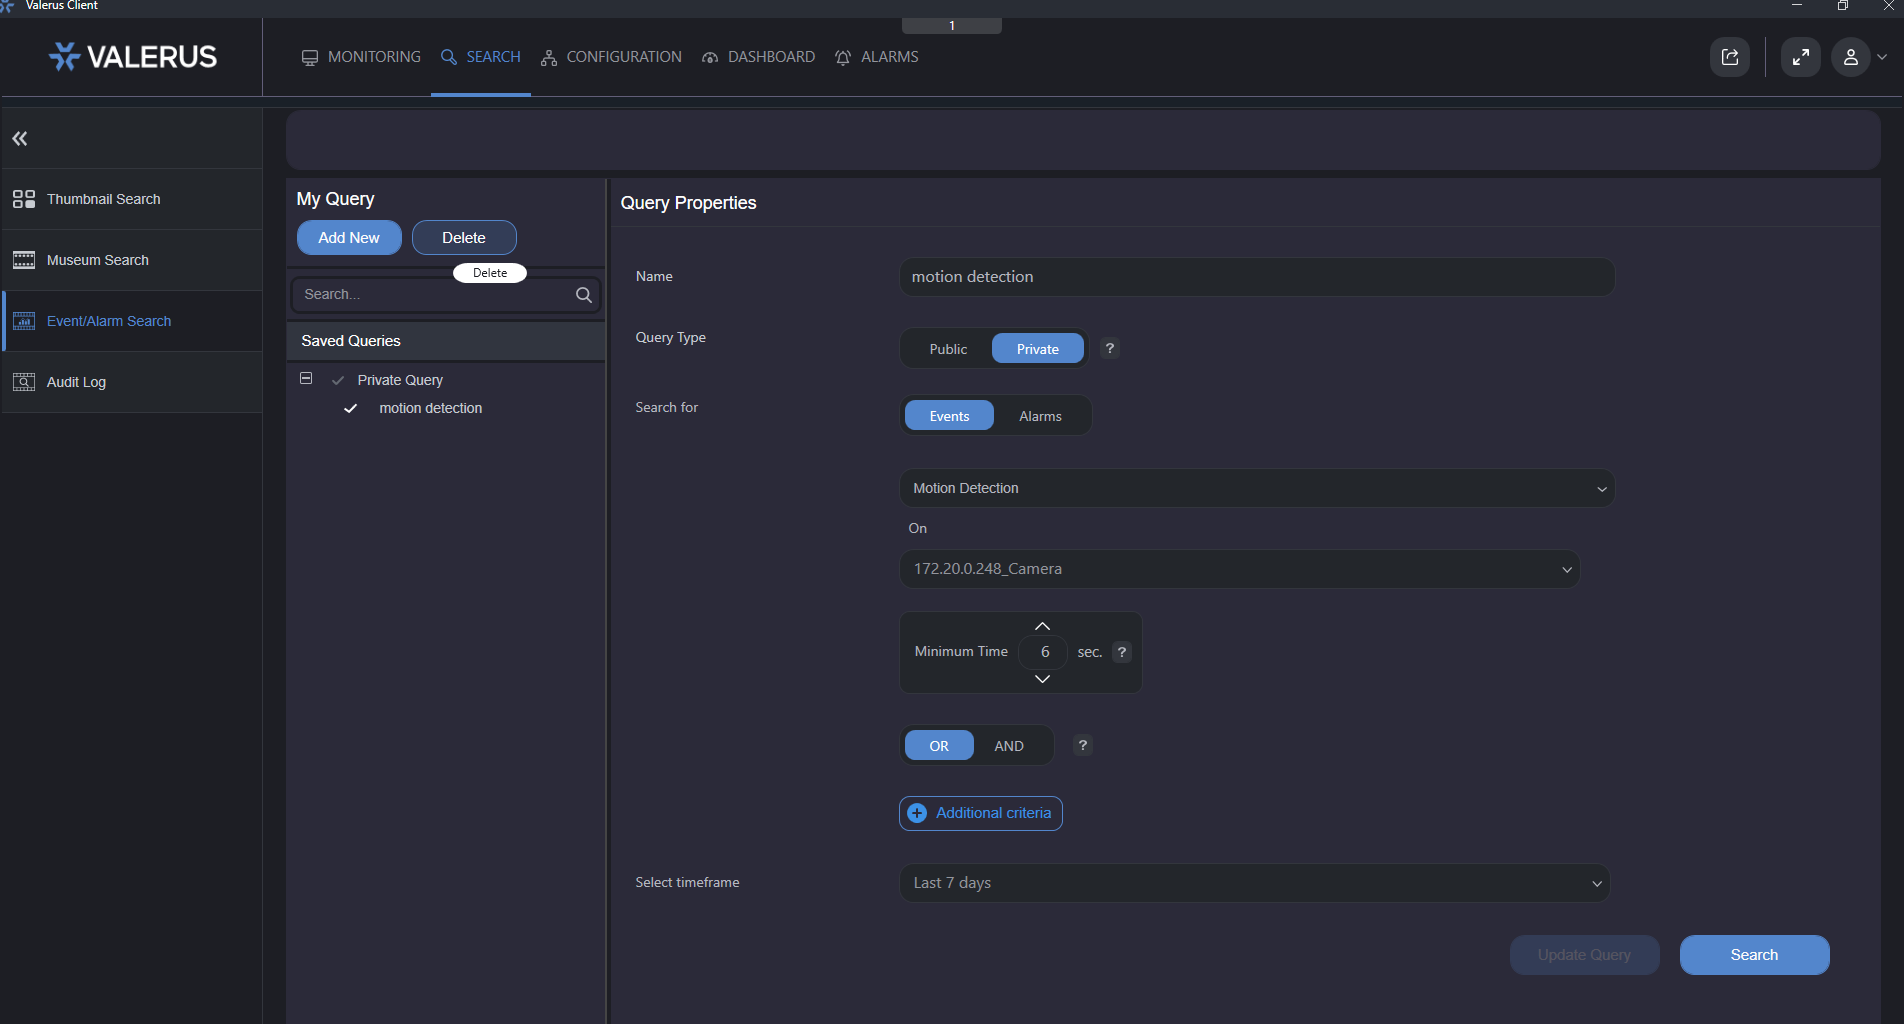 Valerus Client
1
VALERUS
MONITORING
SEARCH
CONFIGURATION
DASHBOARD
ALARMS
Thumbnail Search
Museum Search
Event/Alarm Search
Audit Log
My Query
Add New
Delete
Delete
Search...
Saved Queries
Private Query
motion detection
Query Properties
Name
motion detection
Query Type
Public
Private
?
Search for
Events
Alarms
Motion Detection
On
172.20.0.248_Camera
Minimum Time
6
sec.
?
OR
AND
?
Additional criteria
Select timeframe
Last 7 days
Update Query
Search